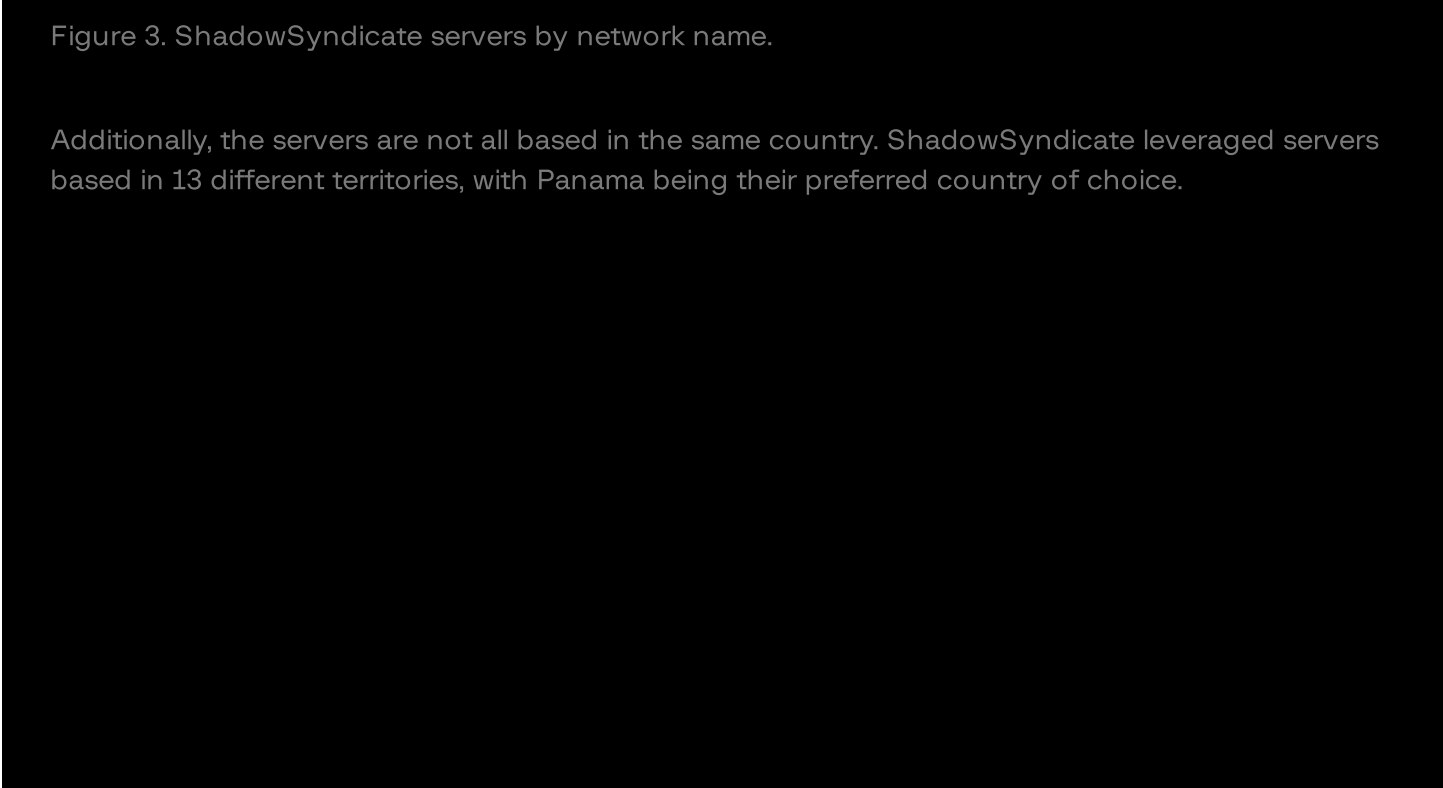 Figure 3. ShadowSyndicate servers by network name.
Additionally, the servers are not all based in the same country. ShadowSyndicate leveraged servers
based in 13 different territories, with Panama being their preferred country of choice.